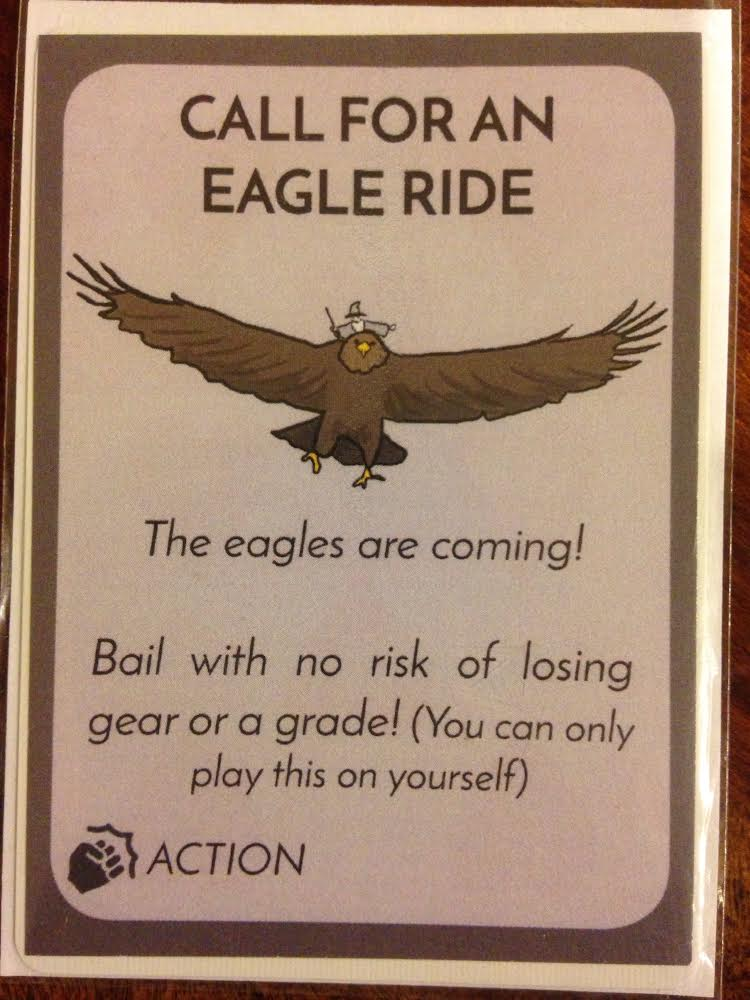 CALL FOR AN
EAGLE RIDE
The eagles are coming!
Bail with no risk of losing
gear or a grade! (You can only
play this on yourself)
ACTION